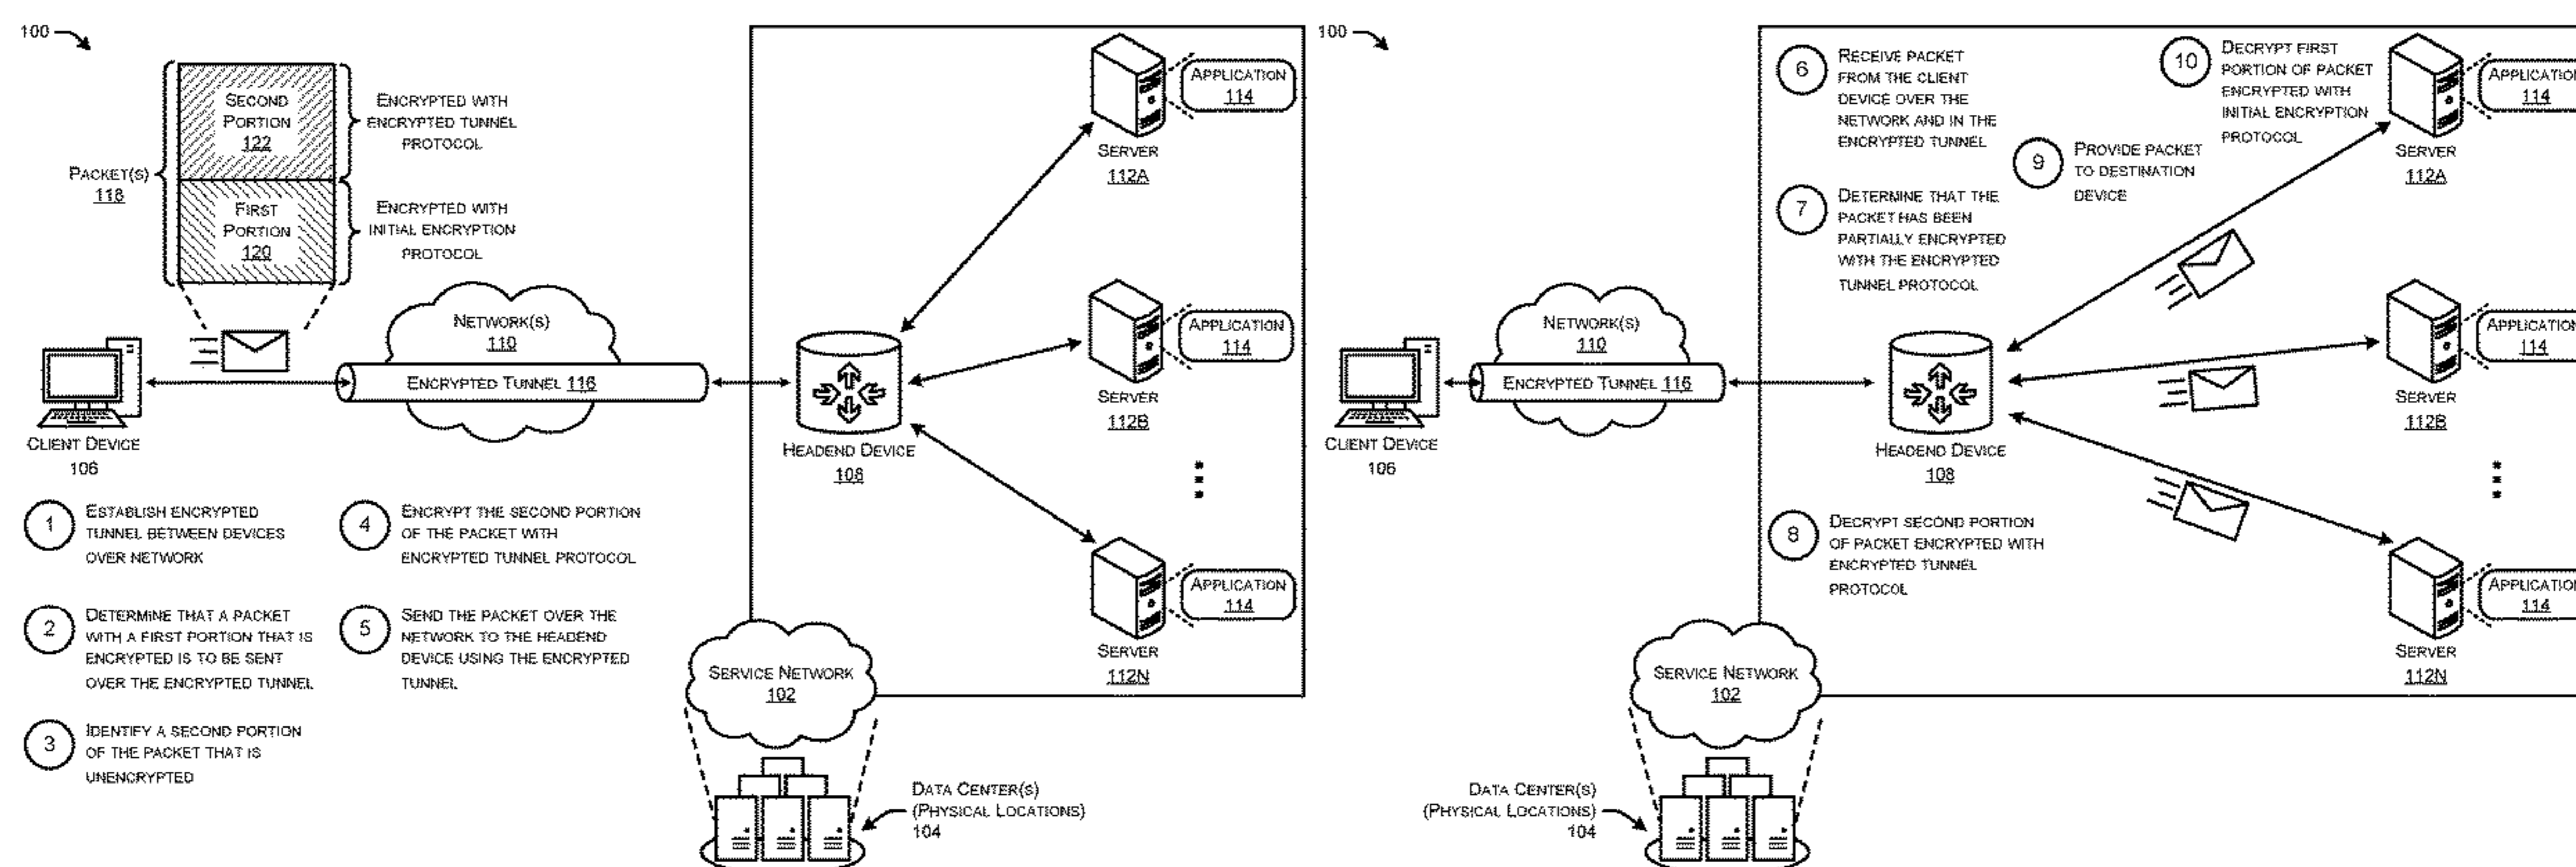 100
SECOND
PORTION
122
ENCRYPTED WITH
ENCRYPTED TUNNEL
PROTOCOL
PACKET(S)
118
FIRST
PORTION
120
ENCRYPTED WITH
INITIAL ENCRYPTION
PROTOCOL
NETWORK(S)
110
ENCRYPTED TUNNEL 116
CLIENT DEVICE
106
HEADEND DEVICE
108
APPLICATION
114
SERVER
112A
APPLICATION
114
SERVER
112B
APPLICATION
114
SERVER
112N
1
ESTABLISH ENCRYPTED
TUNNEL BETWEEN DEVICES
OVER NETWORK
2
DETERMINE THAT A PACKET
WITH A FIRST PORTION THAT IS
ENCRYPTED IS TO BE SENT
OVER THE ENCRYPTED TUNNEL
3
IDENTIFY A SECOND PORTION
OF THE PACKET THAT IS
UNENCRYPTED
4
ENCRYPT THE SECOND PORTION
OF THE PACKET WITH
ENCRYPTED TUNNEL PROTOCOL
5
SEND THE PACKET OVER THE
NETWORK TO THE HEADEND
DEVICE USING THE ENCRYPTED
TUNNEL
SERVICE NETWORK
102
DATA CENTER(S)
(PHYSICAL LOCATIONS)
104
100
6
RECEIVE PACKET
FROM THE CLIENT
DEVICE OVER THE
NETWORK AND IN THE
ENCRYPTED TUNNEL
7
DETERMINE THAT THE
PACKET HAS BEEN
PARTIALLY ENCRYPTED
WITH THE ENCRYPTED
TUNNEL PROTOCOL
10
DECRYPT FIRST
PORTION OF PACKET
ENCRYPTED WITH
INITIAL ENCRYPTION
PROTOCOL
9
PROVIDE PACKET
TO DESTINATION
DEVICE
NETWORK(S)
110
ENCRYPTED TUNNEL 116
CLIENT DEVICE
106
HEADEND DEVICE
108
8
DECRYPT SECOND PORTION
OF PACKET ENCRYPTED WITH
ENCRYPTED TUNNEL
PROTOCOL
APPLICATION
114
SERVER
112A
APPLICATION
114
SERVER
112B
APPLICATION
114
SERVER
112N
SERVICE NETWORK
102
DATA CENTER(S)
(PHYSICAL LOCATIONS)
104